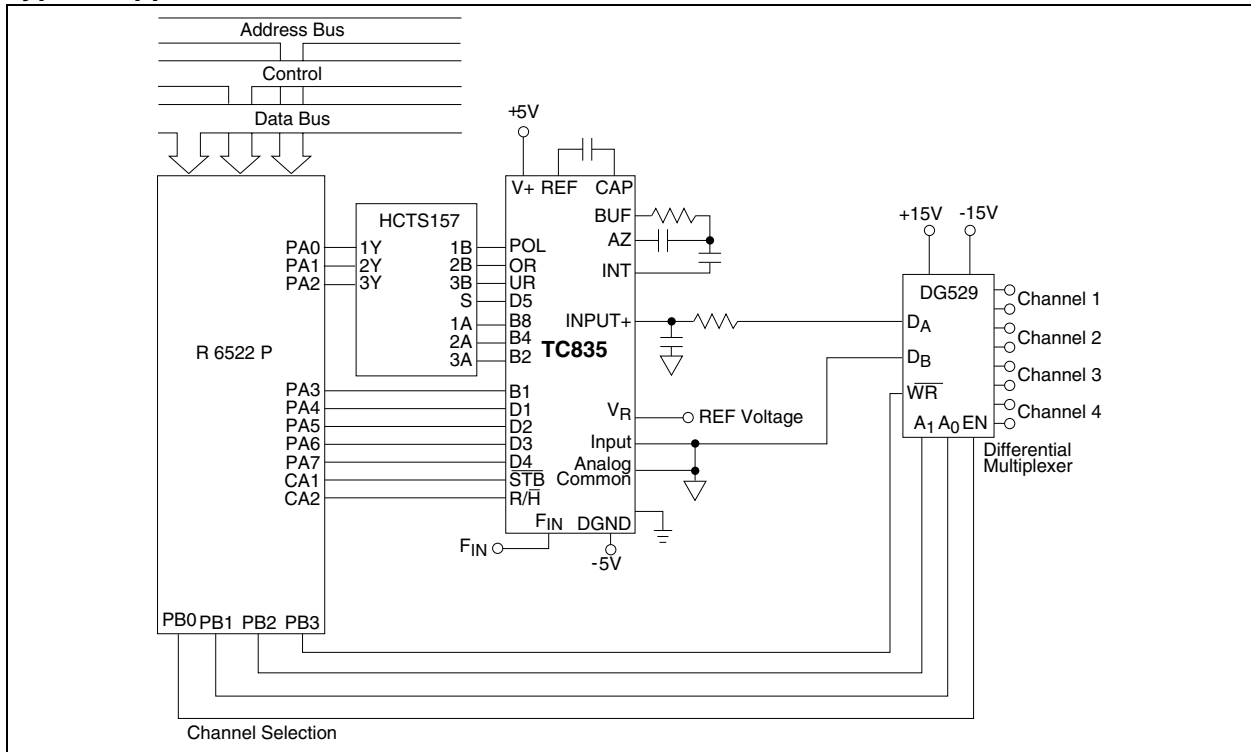 Address Bus
Control
Data Bus
+5V
V+ REF CAP
HCTS157
BUF
AZ
INT
+15V -15V
PA0
PA1
PA2
1Y
2Y
3Y
1B
2B
3B
S
1A
2A
3A
POL
OR
UR
D5
B8
B4
B2
INPUT+
TC835
R 6522 P
DG529
DA
DB
WR
A1 A0 EN
Channel 1
Channel 2
Channel 3
Channel 4
Differential
Multiplexer
PA3
PA4
PA5
PA6
PA7
CA1
CA2
B1
D1
D2
D3
D4
STB
R/H
VR
REF Voltage
Input
Analog
Common
FIN DGND
FIN
-5V
PB0 PB1 PB2 PB3
Channel Selection